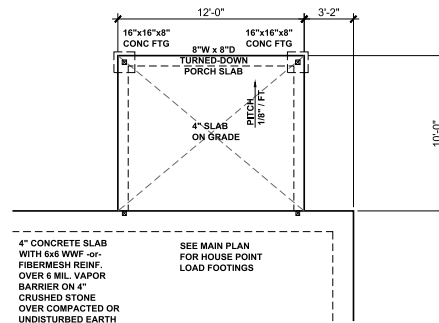 12'-0"
3'-2"
16"x16"x8"
CONC FTG
16"x16"x8"
CONC FTG
8"W x 8"D
TURNED-DOWN
PORCH SLAB
PITCH
1/8" / FT.
4" SLAB
ON GRADE
10'-0"
4" CONCRETE SLAB
WITH 6x6 WWF -or-
FIBERMESH REINF.
OVER 6 MIL. VAPOR
BARRIER ON 4"
CRUSHED STONE
OVER COMPACTED OR
UNDISTURBED EARTH
SEE MAIN PLAN
FOR HOUSE POINT
LOAD FOOTINGS